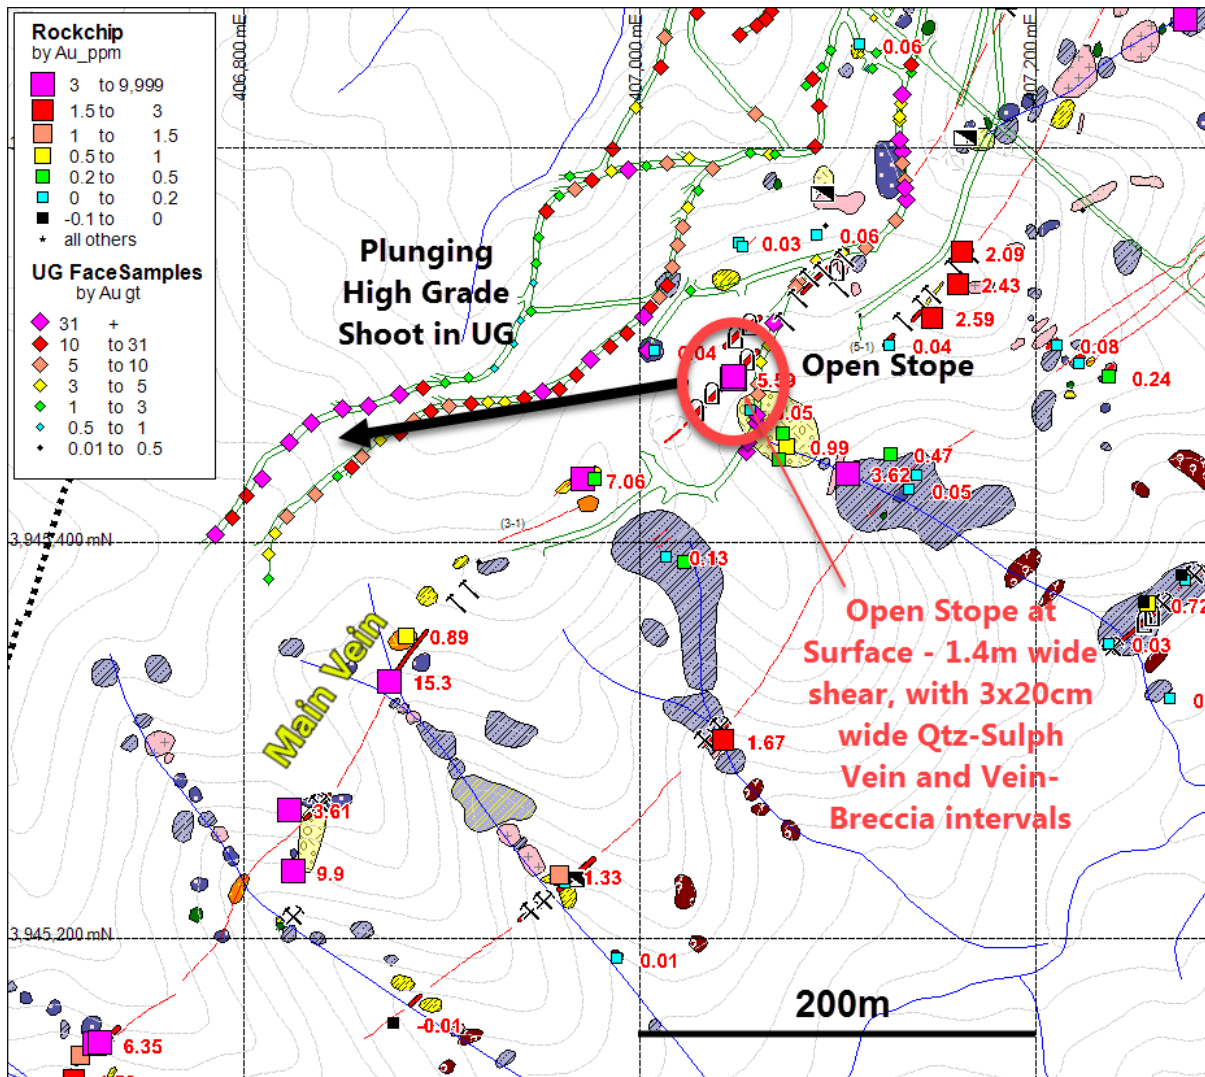 Rockchip
by Au_ppm
3 to 9,999
1.5 to 3
1 to 1.5
0.5 to 1
0.2 to 0.5
0 to 0.2
-0.1 to 0
all others
UG FaceSamples
by Au gt
31 +
10 to 31
5 to 10
3 to 5
1 to 3
0.5 to 1
0.01 to 0.5
406,800 mE
407,000 mE
407,200 mE
0.06
Plunging
High Grade
Shoot in UG
0.03
0.06
2.09
2.43
2.59
0.04
(5-1)
0.04
0.08
0.24
Open Stope
5.59
.05
0.99
0.47
3.62
0.05
7.06
(3-1)
3,945,400 mN
0.13
0.72
0.03
0.89
15.3
Main Vein
Open Stope at
Surface - 1.4m wide
shear, with 3x20cm
wide Qtz-Sulph
Vein and Vein-
Breccia intervals
1.67
3.61
9.9
1.33
3,945,200 mN
0.01
200m
-0.01
6.35